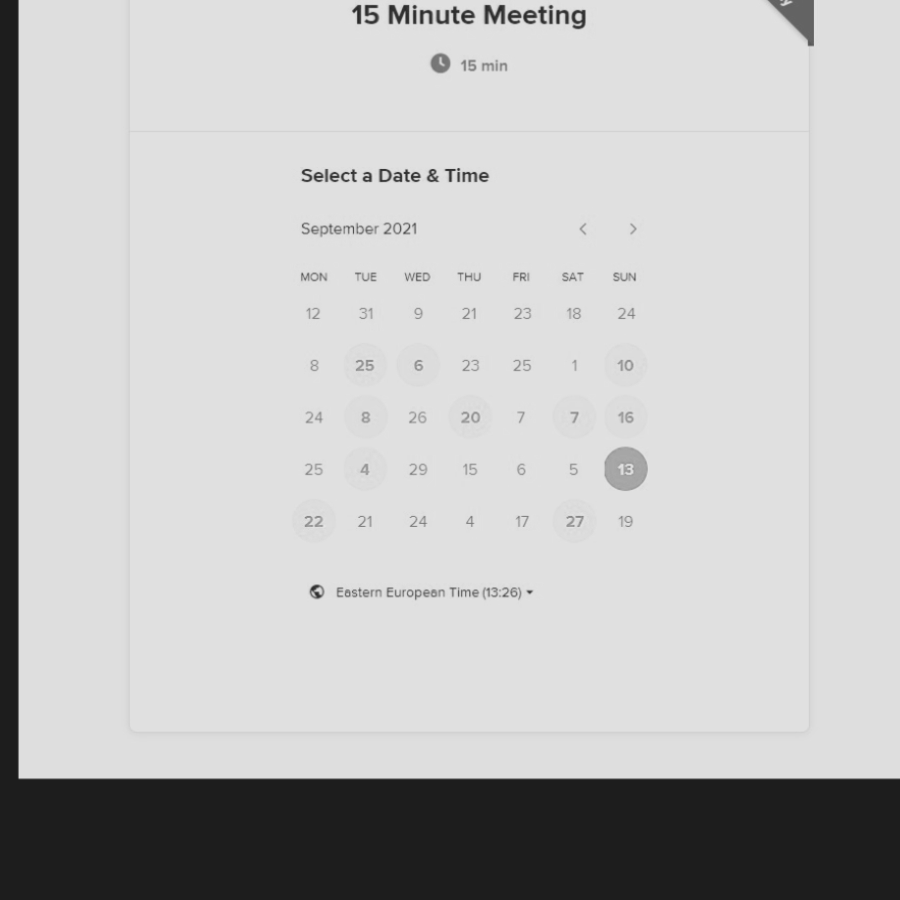 15 Minute Meeting
15 min
Select a Date & Time
September 2021
MON TUE WED THU FRI SAT SUN
12 31 9 21 23 18 24
8 25 6 23 25 1 10
24 8 26 20 7 7 16
25 4 29 15 6 5 13
22 21 24 4 17 27 19
Eastern European Time (13:26)